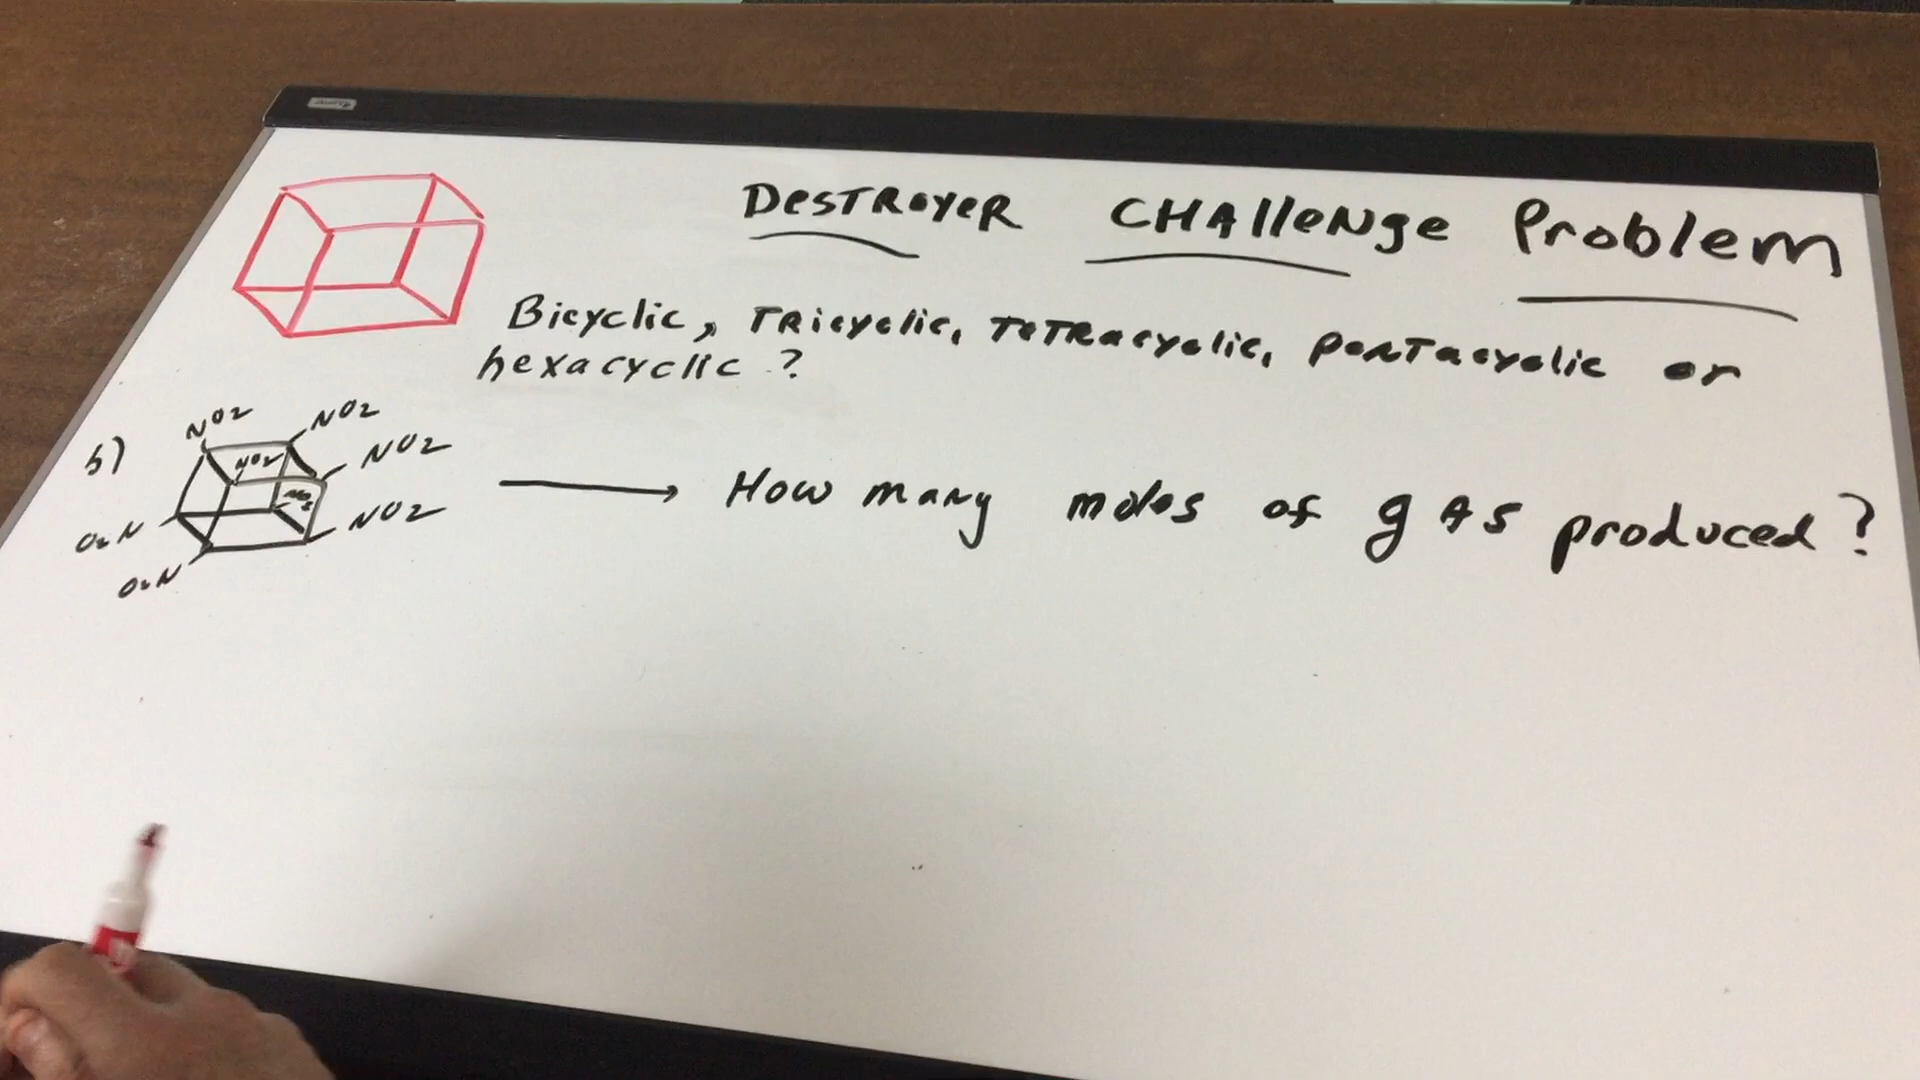 DESTROYER CHAllENge Problem
Bicyclic, TRicyclic, TeTRacyclic, PenTacyclic or
hexacyclic ?
b)
NO2
NO2
NO2
NO2
NO2
NO2
O2N
O2N
How many moles of gAS produced?